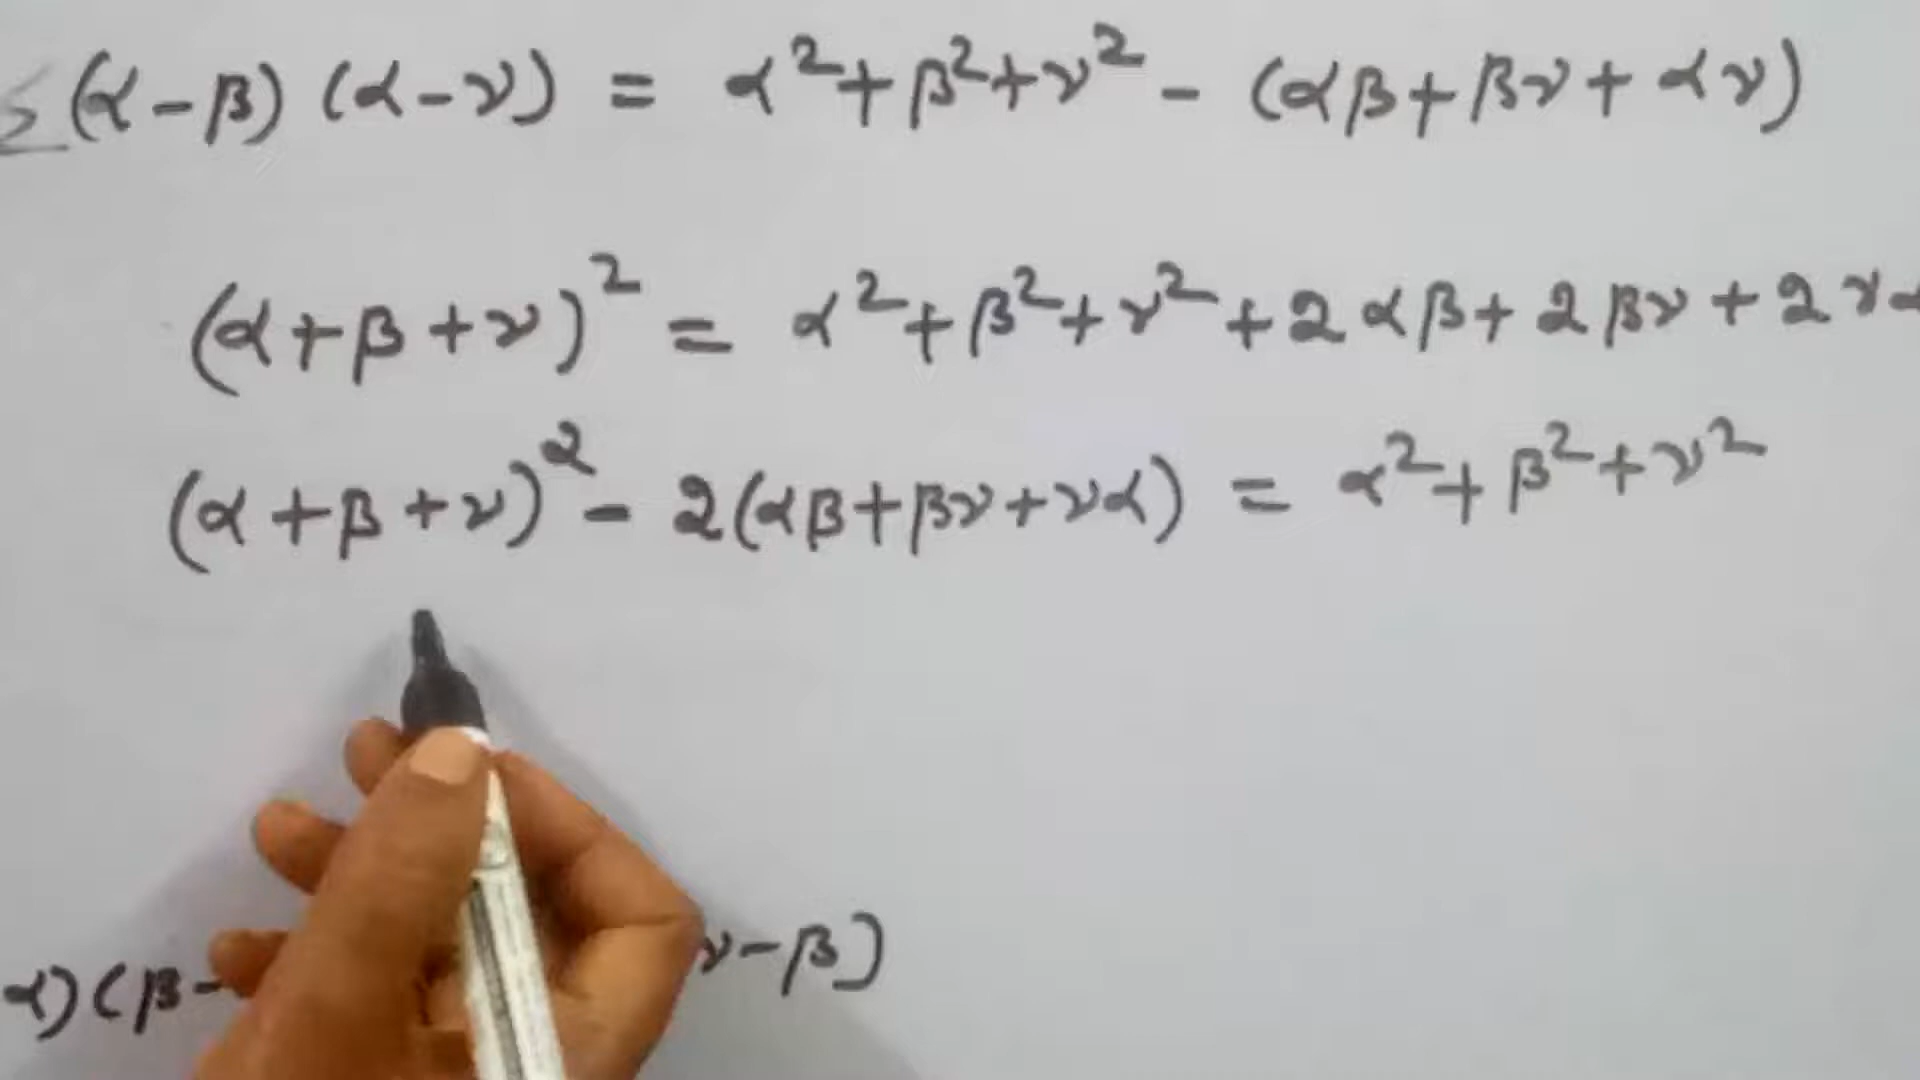 Σ(α-β)(α-γ) = α²+β²+γ² - (αβ+βγ+αγ)
(α+β+γ)² = α²+β²+γ²+2αβ+2βγ+2γα
(α+β+γ)² - 2(αβ+βγ+γα) = α²+β²+γ²
α)(β- γ-β)